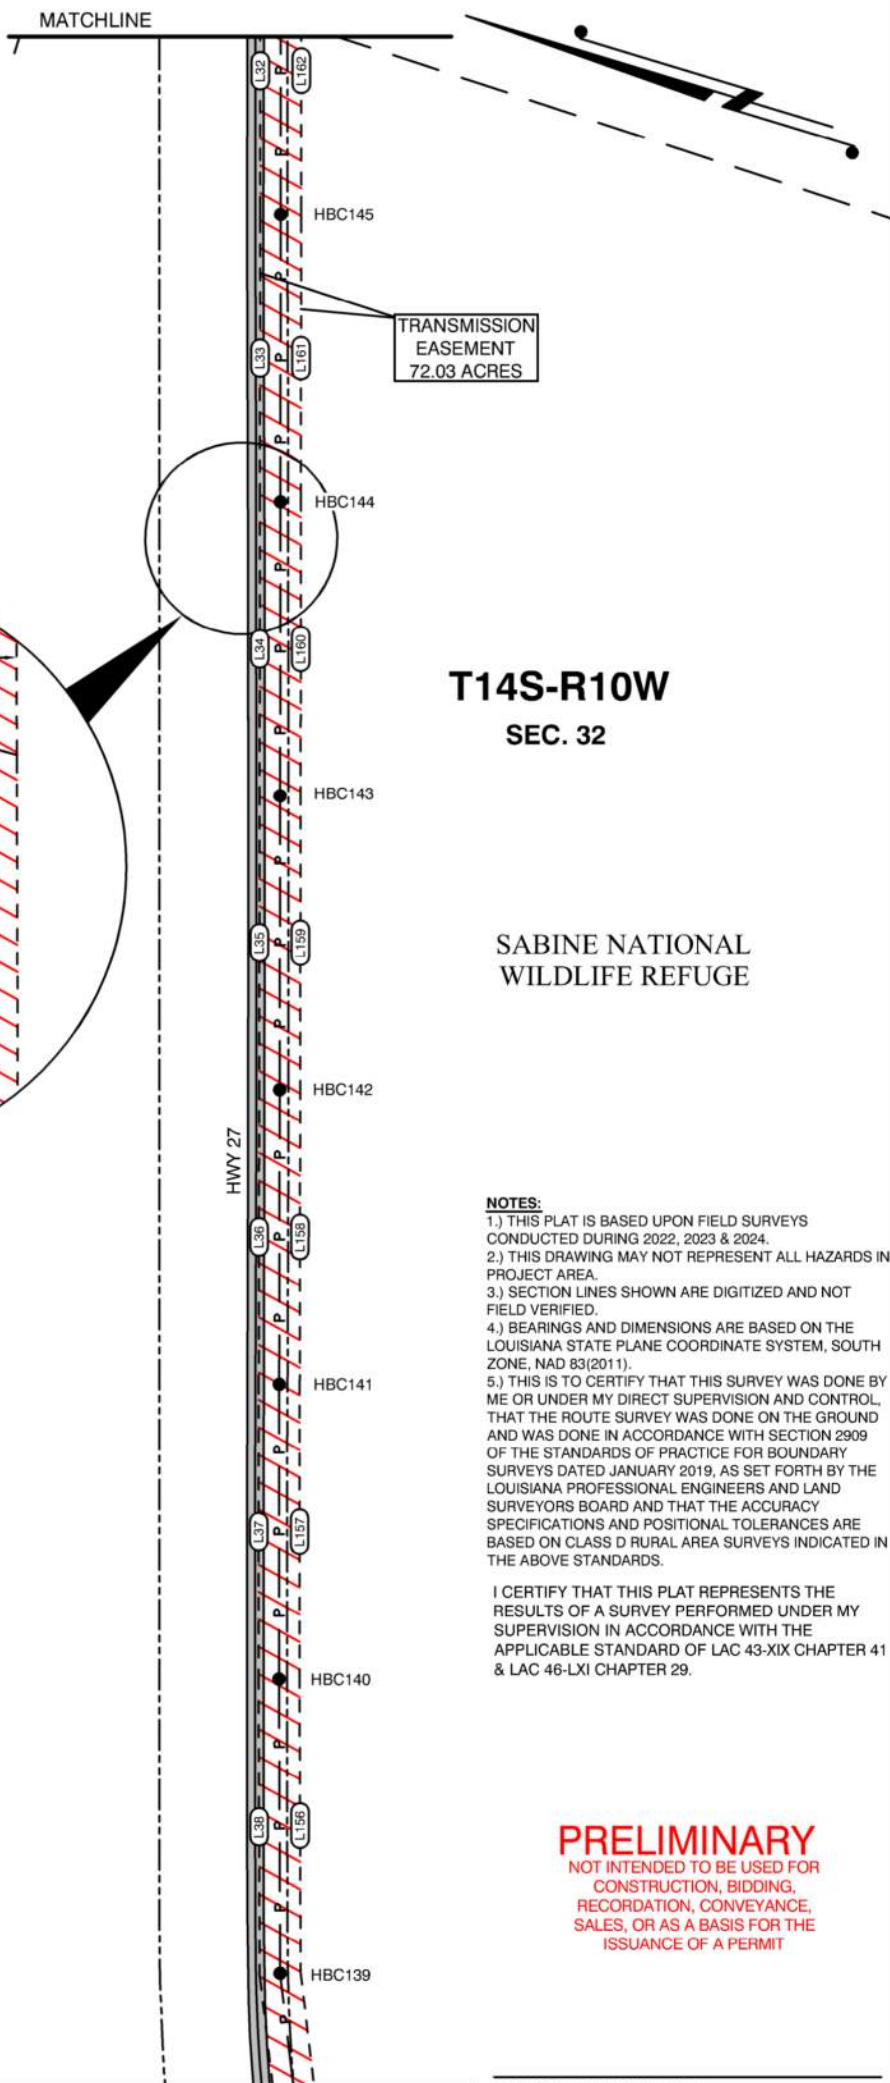 MATCHLINE
L32
L162
P
P
HBC145
P
TRANSMISSION
EASEMENT
72.03 ACRES
L33
P
L161
P
HBC144
P
L34
P
L160
T14S-R10W
SEC. 32
P
HBC143
P
L35
P
L159
SABINE NATIONAL
WILDLIFE REFUGE
P
HBC142
HWY 27
P
L36
P
L158
P
HBC141
P
L37
P
L157
P
HBC140
P
L38
P
L156
P
HBC139
P
NOTES:
1.) THIS PLAT IS BASED UPON FIELD SURVEYS
CONDUCTED DURING 2022, 2023 & 2024.
2.) THIS DRAWING MAY NOT REPRESENT ALL HAZARDS IN
PROJECT AREA.
3.) SECTION LINES SHOWN ARE DIGITIZED AND NOT
FIELD VERIFIED.
4.) BEARINGS AND DIMENSIONS ARE BASED ON THE
LOUISIANA STATE PLANE COORDINATE SYSTEM, SOUTH
ZONE, NAD 83(2011).
5.) THIS IS TO CERTIFY THAT THIS SURVEY WAS DONE BY
ME OR UNDER MY DIRECT SUPERVISION AND CONTROL,
THAT THE ROUTE SURVEY WAS DONE ON THE GROUND
AND WAS DONE IN ACCORDANCE WITH SECTION 2909
OF THE STANDARDS OF PRACTICE FOR BOUNDARY
SURVEYS DATED JANUARY 2019, AS SET FORTH BY THE
LOUISIANA PROFESSIONAL ENGINEERS AND LAND
SURVEYORS BOARD AND THAT THE ACCURACY
SPECIFICATIONS AND POSITIONAL TOLERANCES ARE
BASED ON CLASS D RURAL AREA SURVEYS INDICATED IN
THE ABOVE STANDARDS.
I CERTIFY THAT THIS PLAT REPRESENTS THE
RESULTS OF A SURVEY PERFORMED UNDER MY
SUPERVISION IN ACCORDANCE WITH THE
APPLICABLE STANDARD OF LAC 43-XIX CHAPTER 41
& LAC 46-LXI CHAPTER 29.
PRELIMINARY
NOT INTENDED TO BE USED FOR
CONSTRUCTION, BIDDING,
RECORDATION, CONVEYANCE,
SALES, OR AS A BASIS FOR THE
ISSUANCE OF A PERMIT